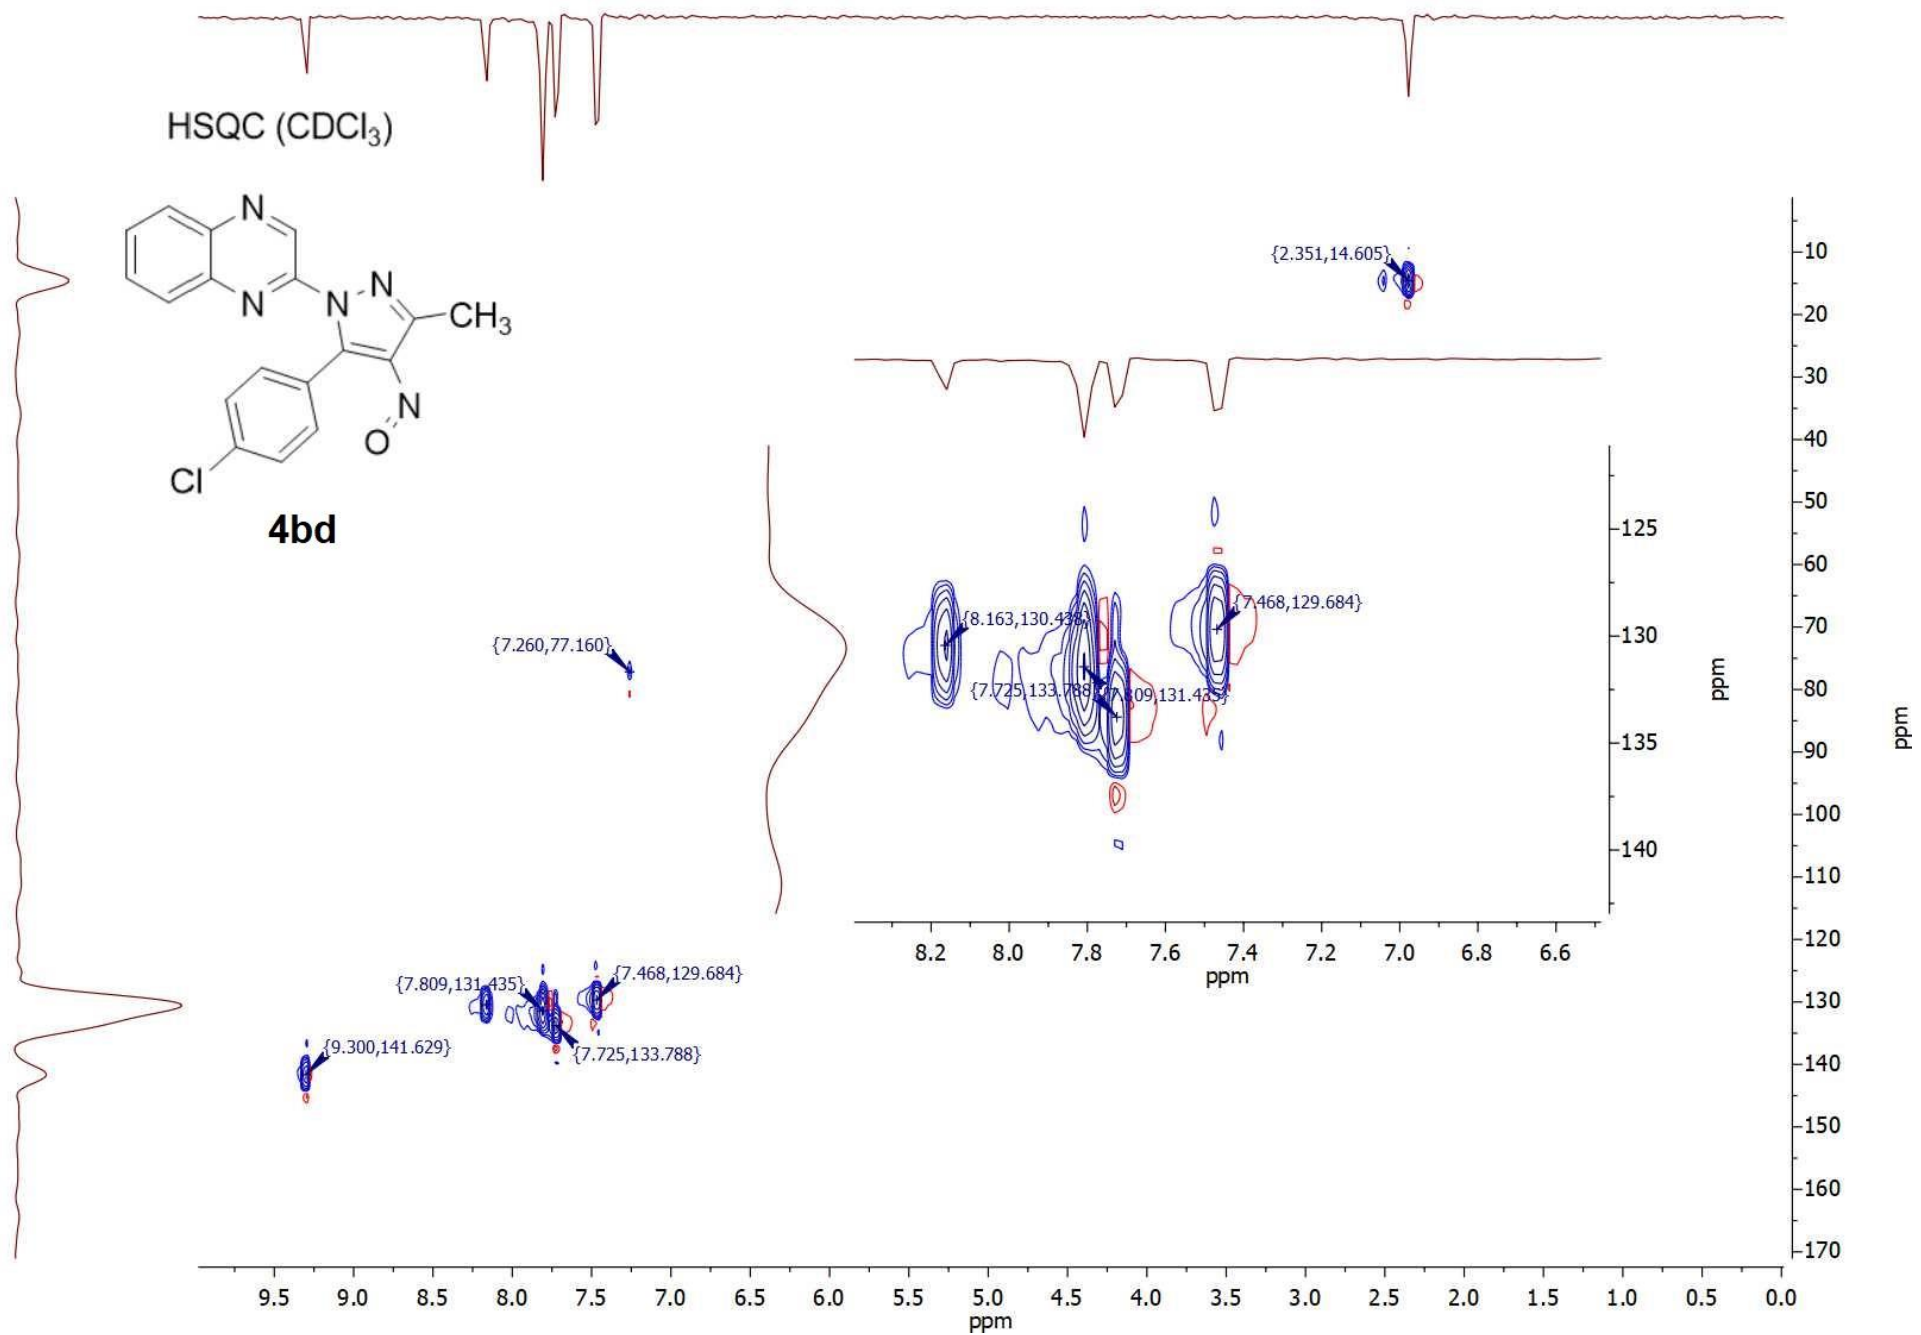 HSQC (CDCl₃)
N
N
N
N
CH₃
N
O
Cl
4bd
{2.351,14.605}
{7.260,77.160}
{8.163,130.438}
{7.468,129.684}
{7.725,133.788}
{7.809,131.435}
125
130
135
140
ppm
8.2 8.0 7.8 7.6 7.4 7.2 7.0 6.8 6.6
ppm
{7.809,131.435}
{7.468,129.684}
{9.300,141.629}
{7.725,133.788}
10
20
30
40
50
60
70
80
90
100
110
120
130
140
150
160
170
ppm
9.5 9.0 8.5 8.0 7.5 7.0 6.5 6.0 5.5 5.0 4.5 4.0 3.5 3.0 2.5 2.0 1.5 1.0 0.5 0.0
ppm